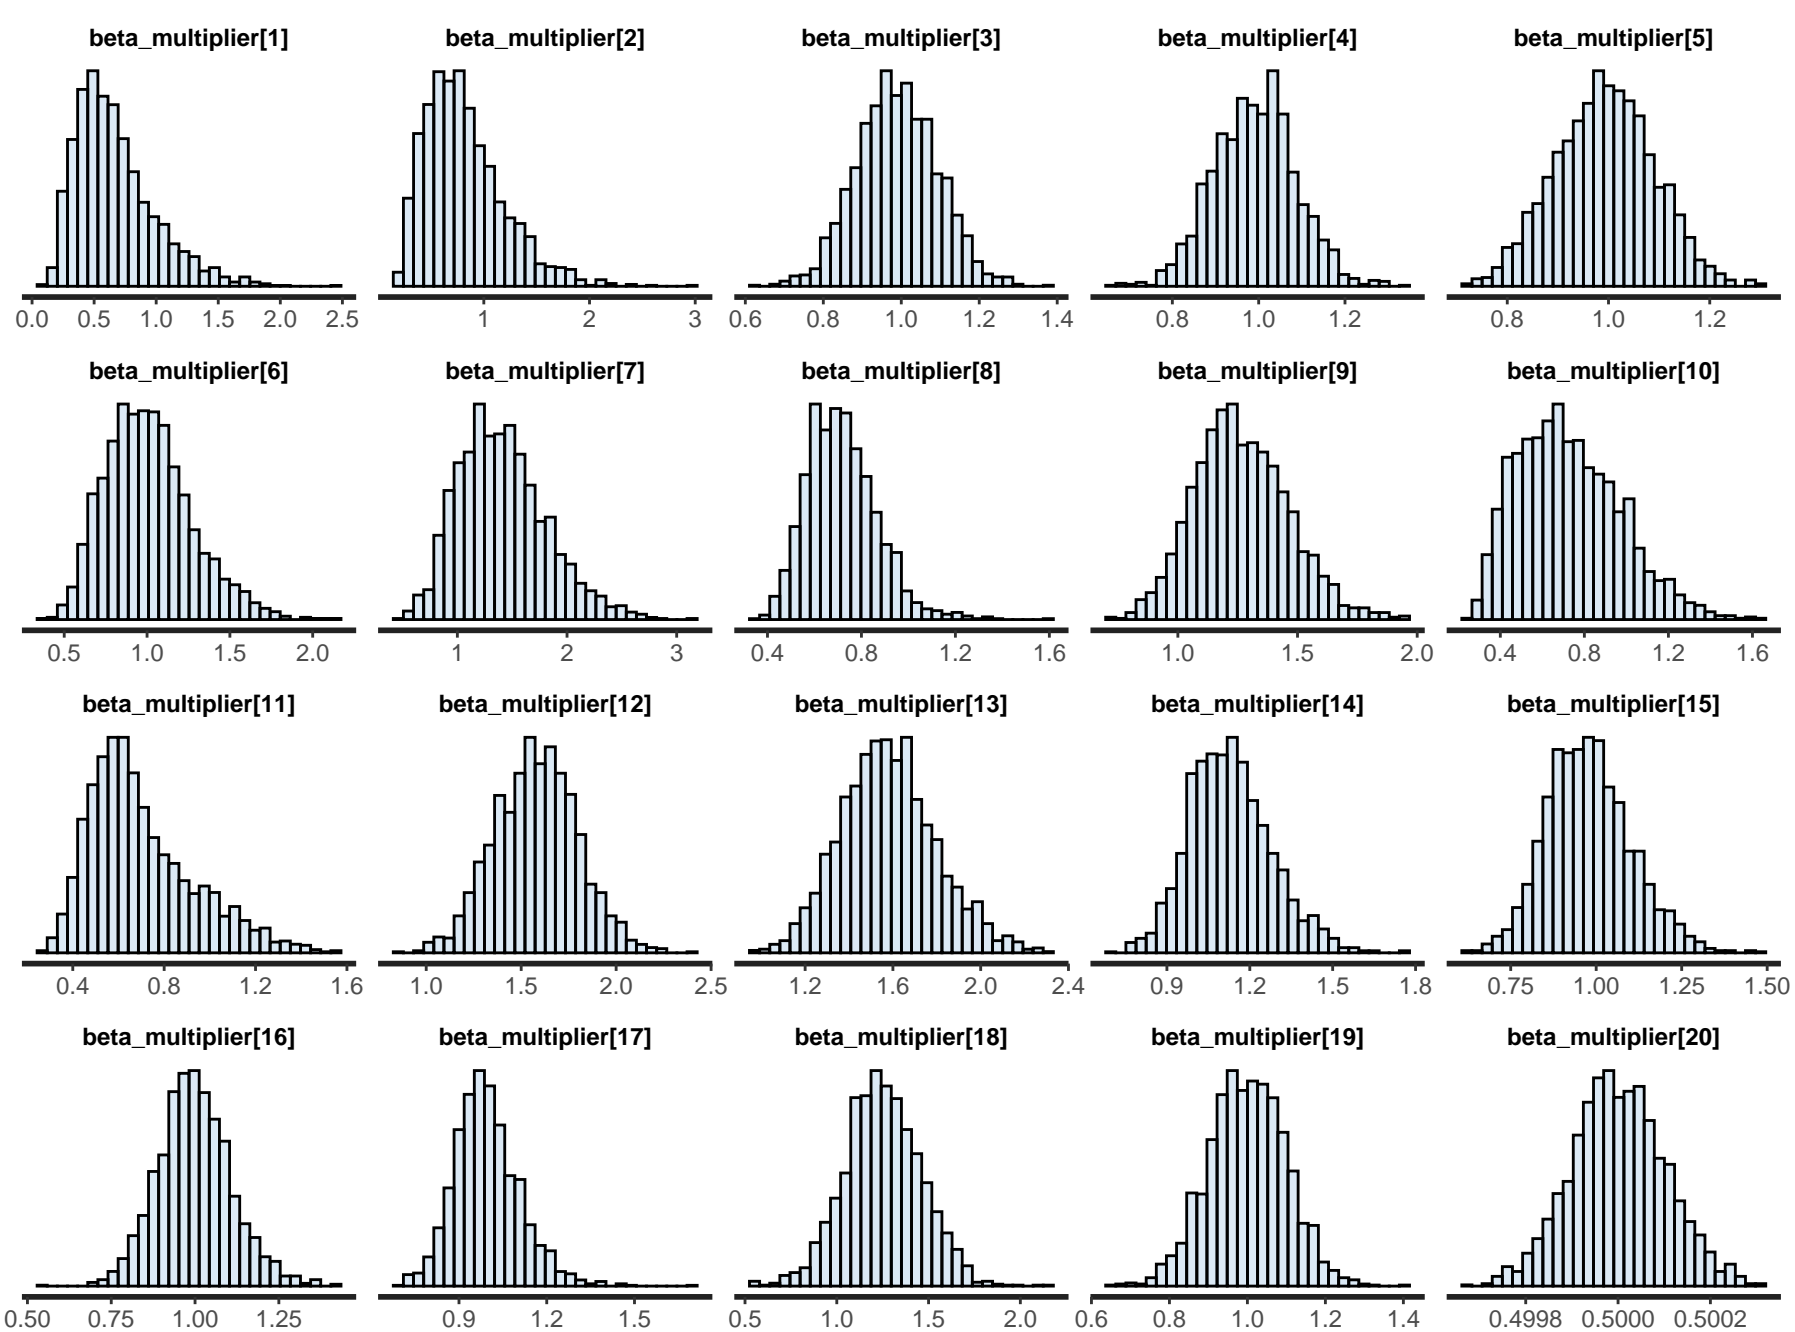 beta_multiplier[1] beta_multiplier[2] beta_multiplier[3] beta_multiplier[4] beta_multiplier[5]
0.0 0.5 1.0 1.5 2.0 2.5 1 2 3 0.6 0.8 1.0 1.2 1.4 0.8 1.0 1.2 0.8 1.0 1.2
beta_multiplier[6] beta_multiplier[7] beta_multiplier[8] beta_multiplier[9] beta_multiplier[10]
0.5 1.0 1.5 2.0 1 2 3 0.4 0.8 1.2 1.6 1.0 1.5 2.0 0.4 0.8 1.2 1.6
beta_multiplier[11] beta_multiplier[12] beta_multiplier[13] beta_multiplier[14] beta_multiplier[15]
0.4 0.8 1.2 1.6 1.0 1.5 2.0 2.5 1.2 1.6 2.0 2.4 0.9 1.2 1.5 1.8 0.75 1.00 1.25 1.50
beta_multiplier[16] beta_multiplier[17] beta_multiplier[18] beta_multiplier[19] beta_multiplier[20]
0.50 0.75 1.00 1.25 0.9 1.2 1.5 0.5 1.0 1.5 2.0 0.6 0.8 1.0 1.2 1.4 0.4998 0.5000 0.5002